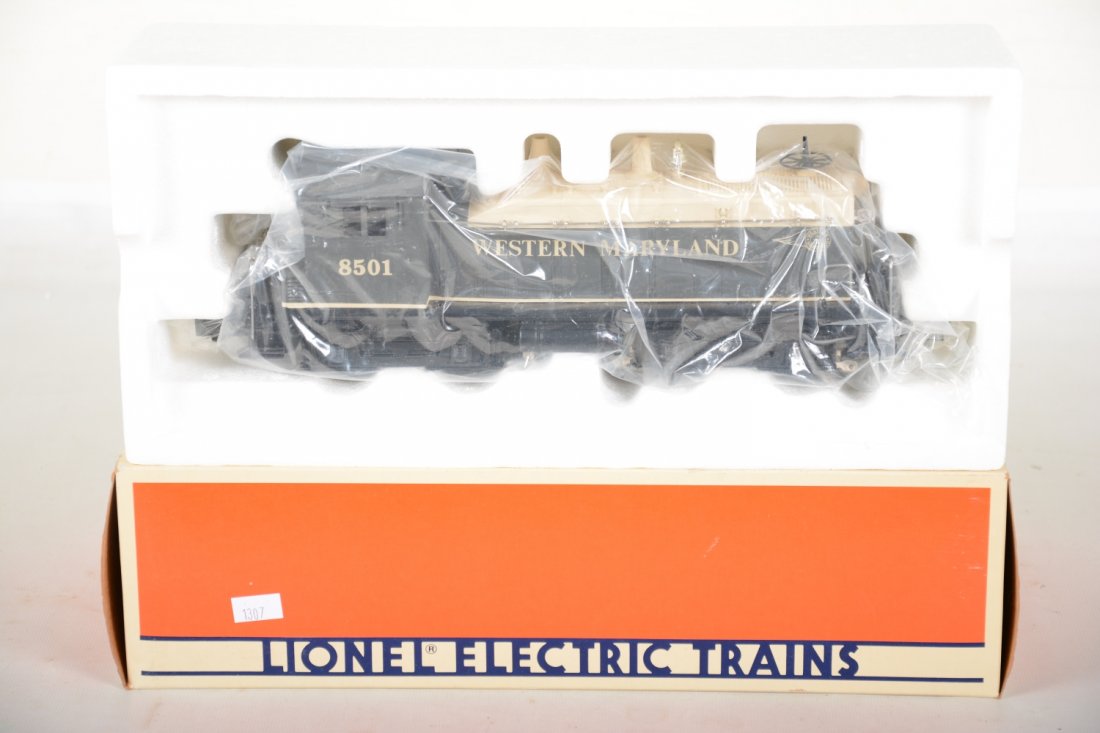 WESTERN MARYLAND
8501
1307
LIONEL® ELECTRIC TRAINS